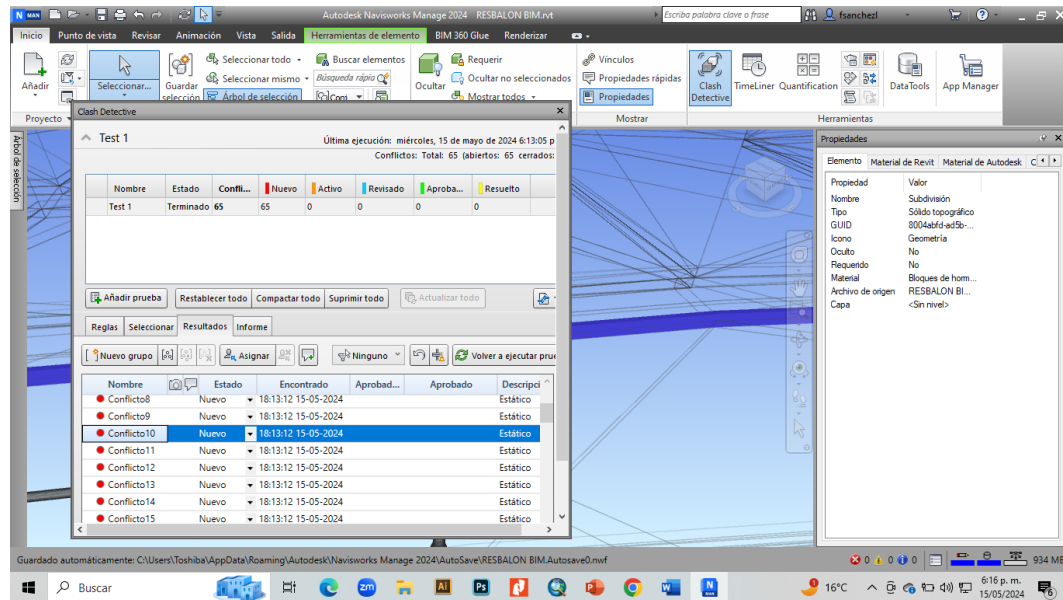 N MAN
Autodesk Navisworks Manage 2024 RESBALON BIM.rvt
Escriba palabra clave o frase
fsanchezl
Inicio Punto de vista Revisar Animación Vista Salida Herramientas de elemento BIM 360 Glue Renderizar
Añadir
Proyecto
Seleccionar...
Guardar
selección
Seleccionar todo
Seleccionar mismo
Árbol de selección
Buscar elementos
Búsqueda rápia
Conj
Ocultar
Requerir
Ocultar no seleccionados
Mostrar todos
Vínculos
Propiedades rápidas
Propiedades
Mostrar
Clash
Detective
TimeLiner
Quantification
DataTools
App Manager
Herramientas
Árbol de selección
Clash Detective
Test 1
Última ejecución: miércoles, 15 de mayo de 2024 6:13:05 p
Conflictos: Total: 65 (abiertos: 65 cerrados:
Nombre Estado Confli... Nuevo Activo Revisado Aproba... Resuelto
Test 1 Terminado 65 65 0 0 0 0
Añadir prueba Restablecer todo Compactar todo Suprimir todo Actualizar todo
Reglas Seleccionar Resultados Informe
Nuevo grupo Asignar Ninguno Volver a ejecutar prue
Nombre Estado Encontrado Aprobad... Aprobado Descripci
Conflicto8 Nuevo 18:13:12 15-05-2024 Estático
Conflicto9 Nuevo 18:13:12 15-05-2024 Estático
Conflicto10 Nuevo 18:13:12 15-05-2024 Estático
Conflicto11 Nuevo 18:13:12 15-05-2024 Estático
Conflicto12 Nuevo 18:13:12 15-05-2024 Estático
Conflicto13 Nuevo 18:13:12 15-05-2024 Estático
Conflicto14 Nuevo 18:13:12 15-05-2024 Estático
Conflicto15 Nuevo 18:13:12 15-05-2024 Estático
Propiedades
Elemento Material de Revit Material de Autodesk C
Propiedad Valor
Nombre Subdivisión
Tipo Sólido topográfico
GUID 8004abfd-ad5b-...
Icono Geometría
Oculto No
Requerido No
Material Bloques de horm...
Archivo de origen RESBALON BI...
Capa <Sin nivel>
Guardado automáticamente: C:\Users\Toshiba\AppData\Roaming\Autodesk\Navisworks Manage 2024\AutoSave\RESBALON BIM.Autosave0.nwf
0 0 0 934 ME
Buscar
zm
Ai
Ps
16°C
6:16 p. m.
15/05/2024